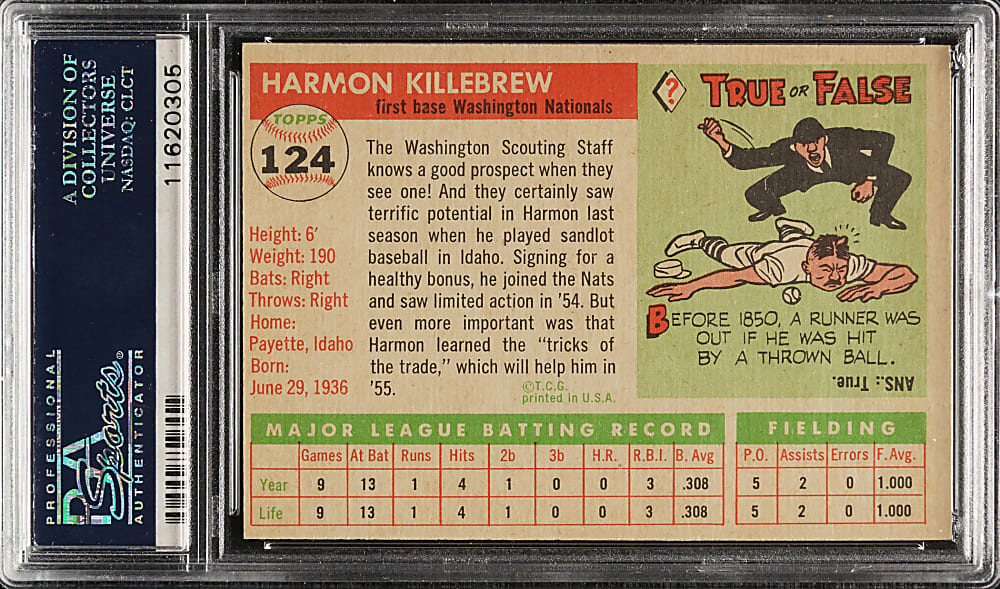 A DIVISION OF
COLLECTORS
UNIVERSE
NASDAQ: CLCT
11620305
PROFESSIONAL
PSA
Sports®
AUTHENTICATOR
HARMON KILLEBREW
first base Washington Nationals
TOPPS
124
Height: 6'
Weight: 190
Bats: Right
Throws: Right
Home:
Payette, Idaho
Born:
June 29, 1936
The Washington Scouting Staff
knows a good prospect when they
see one! And they certainly saw
terrific potential in Harmon last
season when he played sandlot
baseball in Idaho. Signing for a
healthy bonus, he joined the Nats
and saw limited action in '54. But
even more important was that
Harmon learned the "tricks of
the trade," which will help him in
'55.
©T.C.G.
printed in U.S.A.
?
TRUE OR FALSE
BEFORE 1850, A RUNNER WAS
OUT IF HE WAS HIT
BY A THROWN BALL.
ANS.: True.
MAJOR LEAGUE BATTING RECORD
Games At Bat Runs Hits 2b 3b H.R. R.B.I. B. Avg
Year 9 13 1 4 1 0 0 3 .308
Life 9 13 1 4 1 0 0 3 .308
FIELDING
P.O. Assists Errors F.Avg.
5 2 0 1.000
5 2 0 1.000